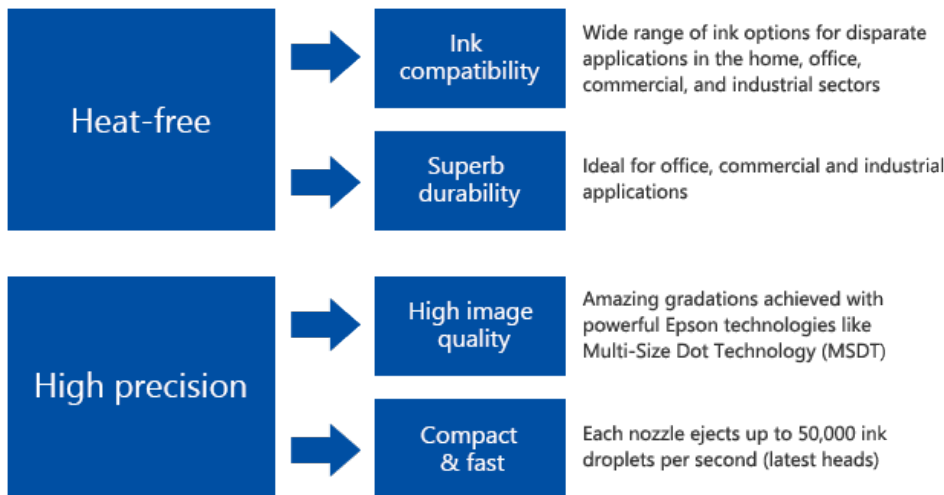 Heat-free
Ink
compatibility
Wide range of ink options for disparate
applications in the home, office,
commercial, and industrial sectors
Superb
durability
Ideal for office, commercial and industrial
applications
High precision
High image
quality
Amazing gradations achieved with
powerful Epson technologies like
Multi-Size Dot Technology (MSDT)
Compact
& fast
Each nozzle ejects up to 50,000 ink
droplets per second (latest heads)